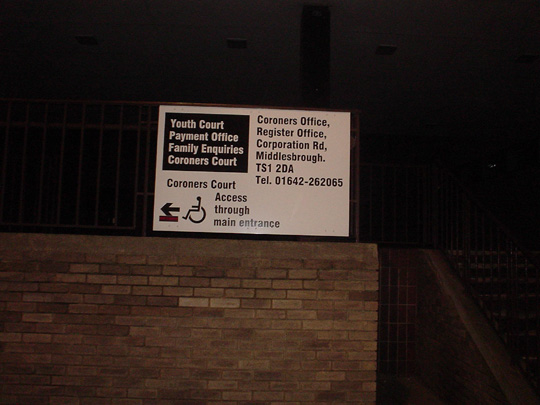 Youth Court
Payment Office
Family Enquiries
Coroners Court
Coroners Office,
Register Office,
Corporation Rd,
Middlesbrough.
TS1 2DA
Tel. 01642-262065
Coroners Court
Access
through
main entrance